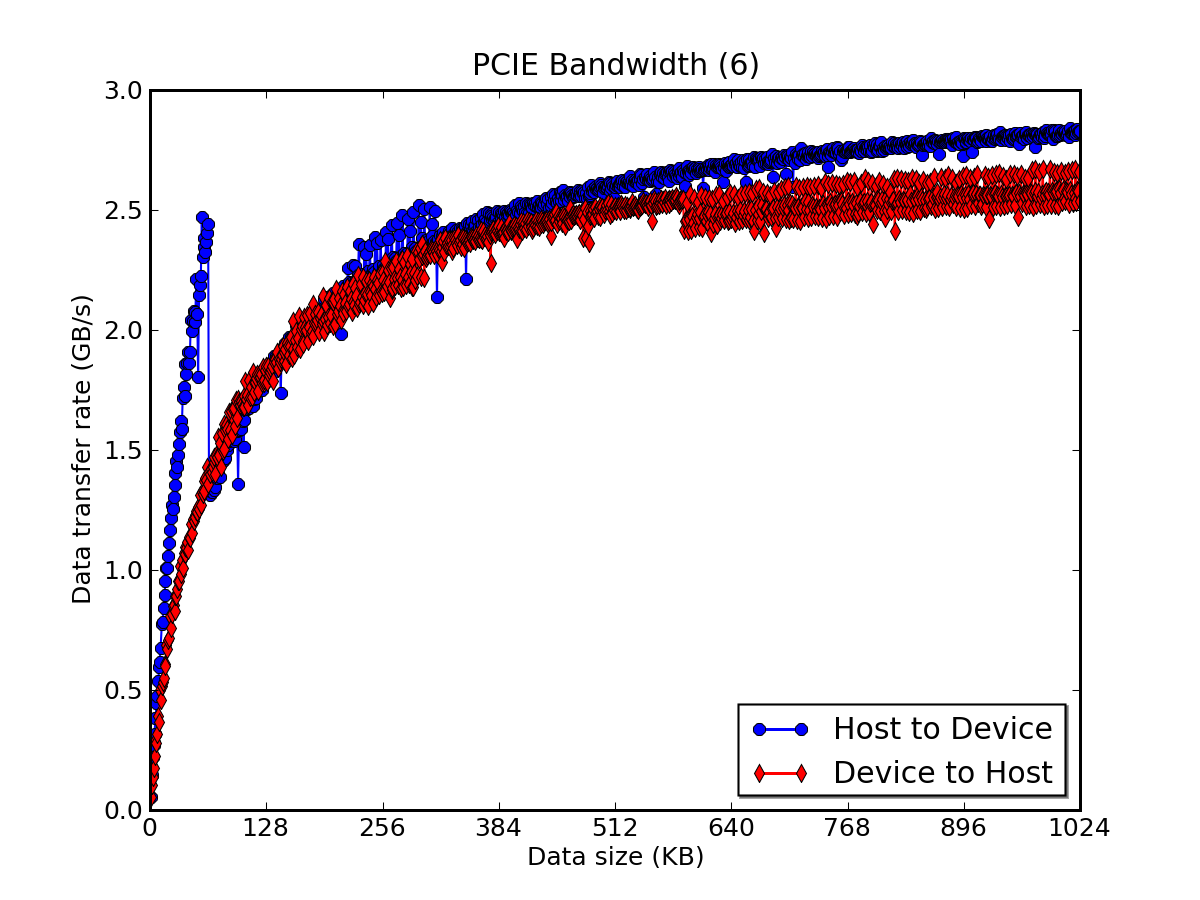 PCIE Bandwidth (6)
3.0
2.5
2.0
1.5
1.0
0.5
0.0
Data transfer rate (GB/s)
0 128 256 384 512 640 768 896 1024
Data size (KB)
Host to Device
Device to Host